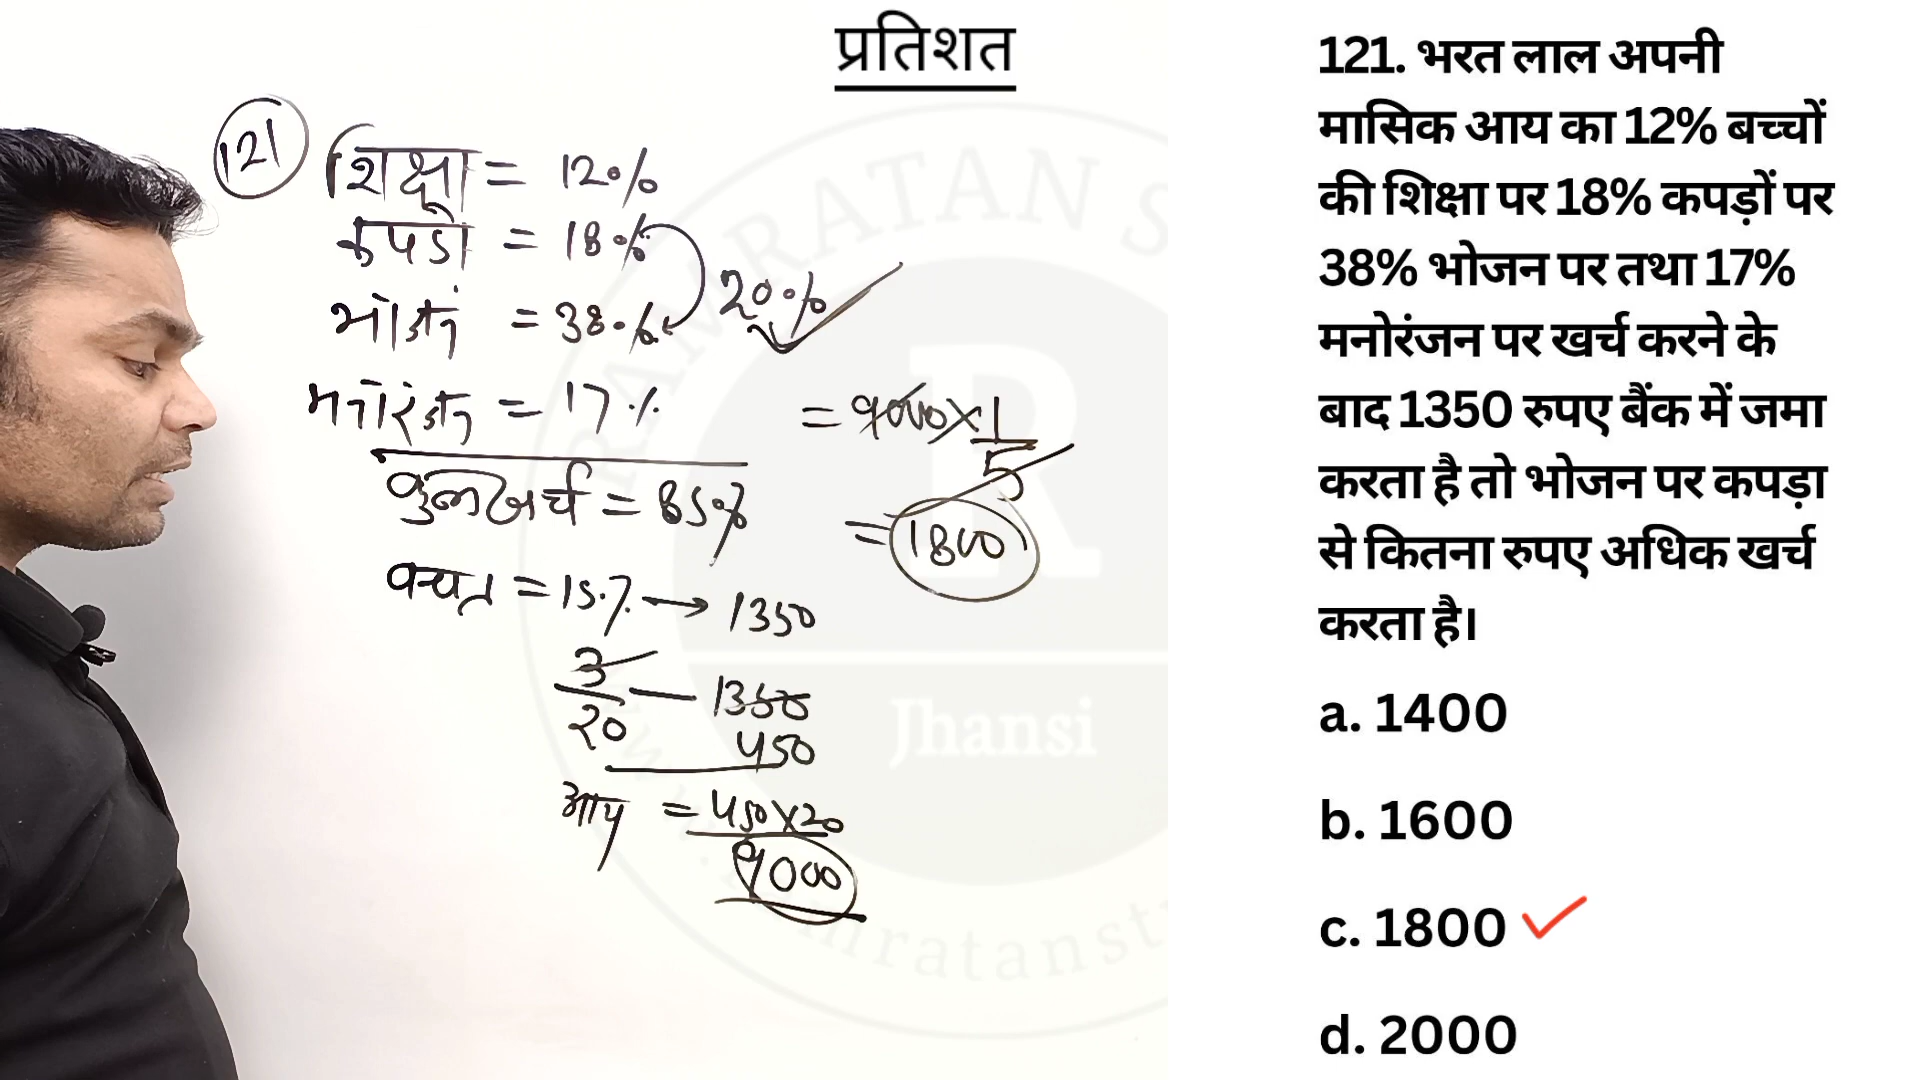 प्रतिशत
121
शिक्षा = 12%
कपड़ो = 18%
20%
भोजन = 38%
मनोरंजन = 17%
= 9000×1/5
कुल खर्च = 85%
= 1800
बचत = 15% → 1350
3/20 — 1350
450
आय = 450×20
9000
RAMRATAN S
R
Jhansi
mratanst
121. भरत लाल अपनी
मासिक आय का 12% बच्चों
की शिक्षा पर 18% कपड़ों पर
38% भोजन पर तथा 17%
मनोरंजन पर खर्च करने के
बाद 1350 रुपए बैंक में जमा
करता है तो भोजन पर कपड़ा
से कितना रुपए अधिक खर्च
करता है।
a. 1400
b. 1600
c. 1800
d. 2000